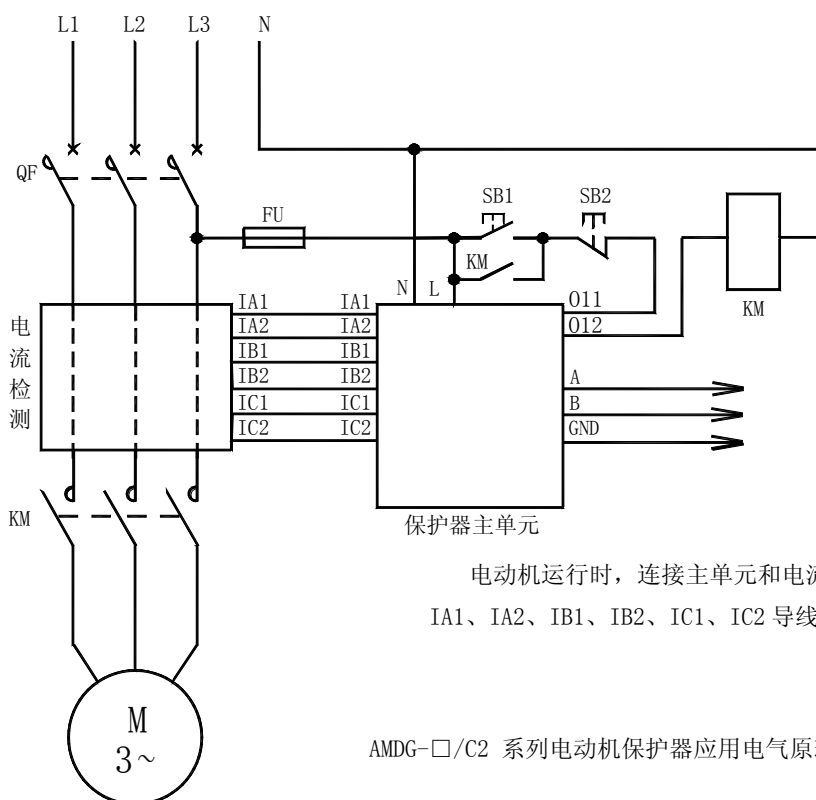 L1 L2 L3 N
QF
FU
SB1 SB2
KM
KM
N L
O11
O12
电流检测
IA1 IA1
IA2 IA2
IB1 IB1
IB2 IB2
IC1 IC1
IC2 IC2
A
B
GND
KM
保护器主单元
电动机运行时，连接主单元和电流
IA1、IA2、IB1、IB2、IC1、IC2 导线
M
3~
AMDG-□/C2 系列电动机保护器应用电气原